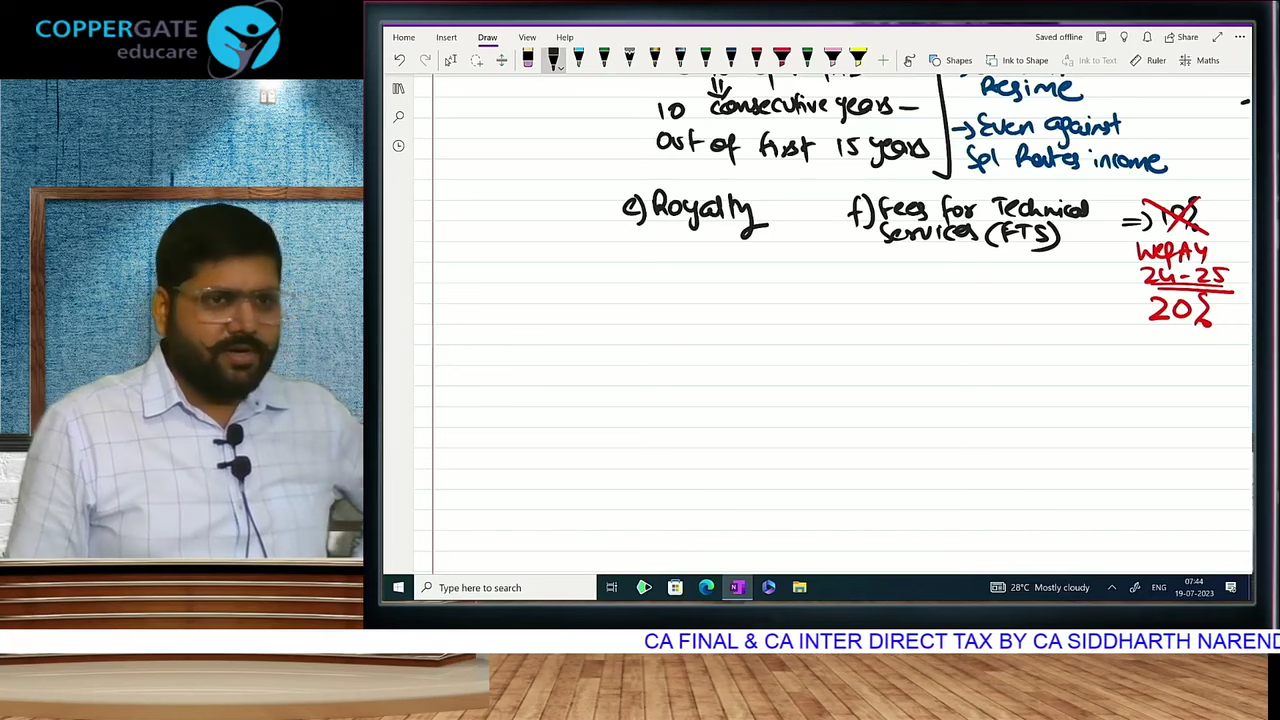 COPPERGATE
educare
Home Insert Draw View Help
Saved offline
Share
Shapes
Ink to Shape
Ink to Text
Ruler
Maths
Regime
10 consecutive years –
→ Even against
out of first 15 years
Spl Rates income
e) Royalty
f) Fees for Technical
Services (FTS)
=> 10%
Wef AY
24-25
20%
Type here to search
28°C Mostly cloudy
ENG
07:44
19-07-2023
CA FINAL & CA INTER DIRECT TAX BY CA SIDDHARTH NAREND